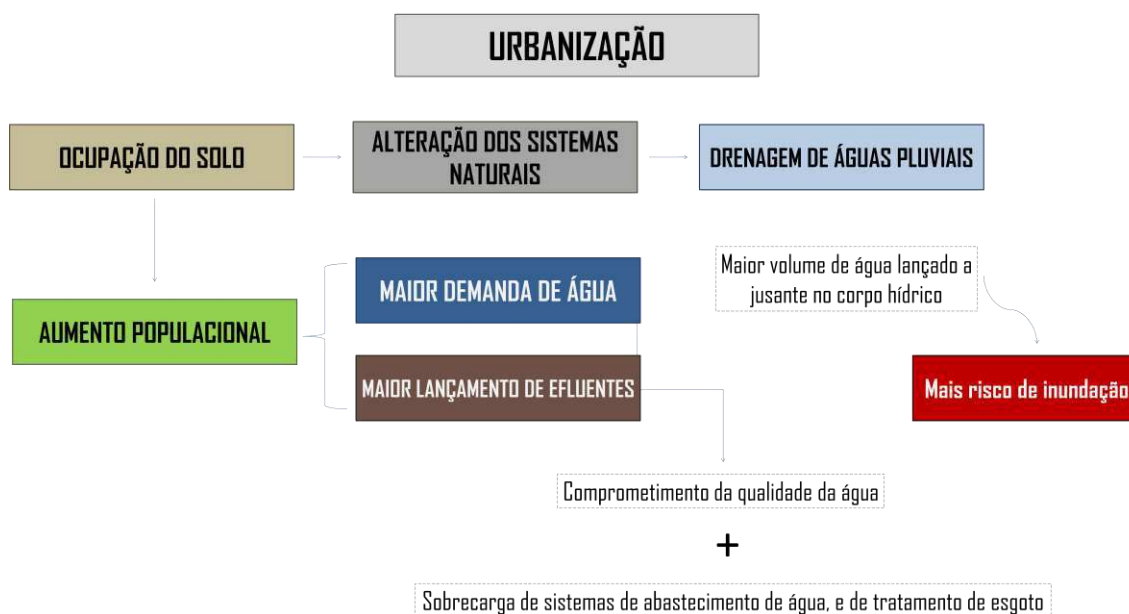 URBANIZAÇÃO
OCUPAÇÃO DO SOLO
ALTERAÇÃO DOS SISTEMAS
NATURAIS
DRENAGEM DE ÁGUAS PLUVIAIS
AUMENTO POPULACIONAL
MAIOR DEMANDA DE ÁGUA
MAIOR LANÇAMENTO DE EFLUENTES
Maior volume de água lançado a
jusante no corpo hídrico
Mais risco de inundação
Comprometimento da qualidade da água
+
Sobrecarga de sistemas de abastecimento de água, e de tratamento de esgoto